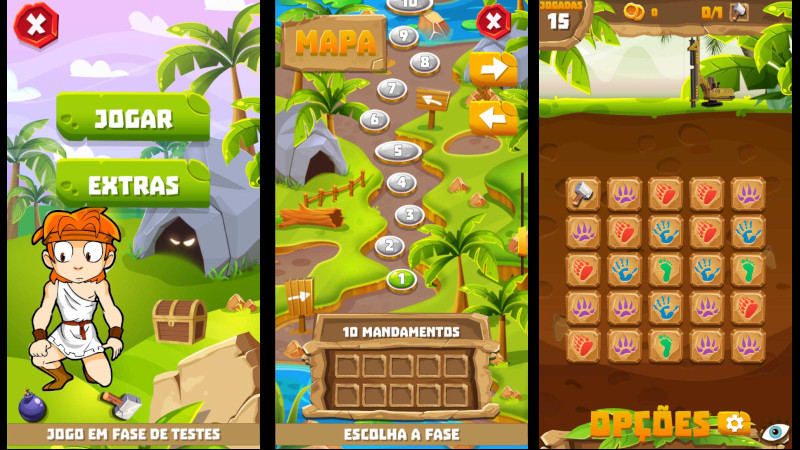 JOGAR
EXTRAS
JOGO EM FASE DE TESTES
10
MAPA
9
8
7
6
5
4
3
2
1
10 MANDAMENTOS
ESCOLHA A FASE
JOGADAS
15
0
0/1
OPÇÕES